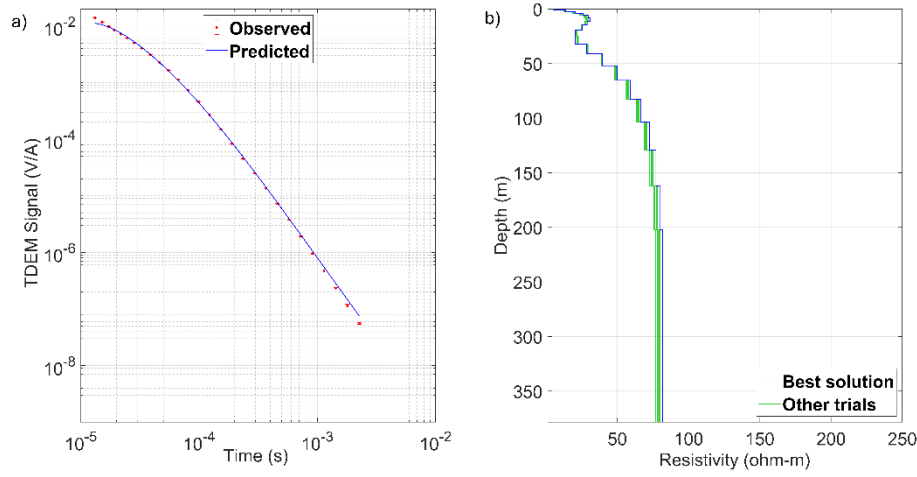 a)
10^-2
10^-4
10^-6
10^-8
10^-5
10^-4
10^-3
10^-2
TDEM Signal (V/A)
Time (s)
Observed
Predicted
b)
0
50
100
150
200
250
300
350
50
100
150
200
250
Depth (m)
Resistivity (ohm-m)
Best solution
Other trials